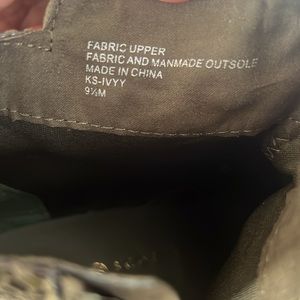 FABRIC UPPER
FABRIC AND MANMADE OUTSOLE
MADE IN CHINA
KS-IVYY
9½M